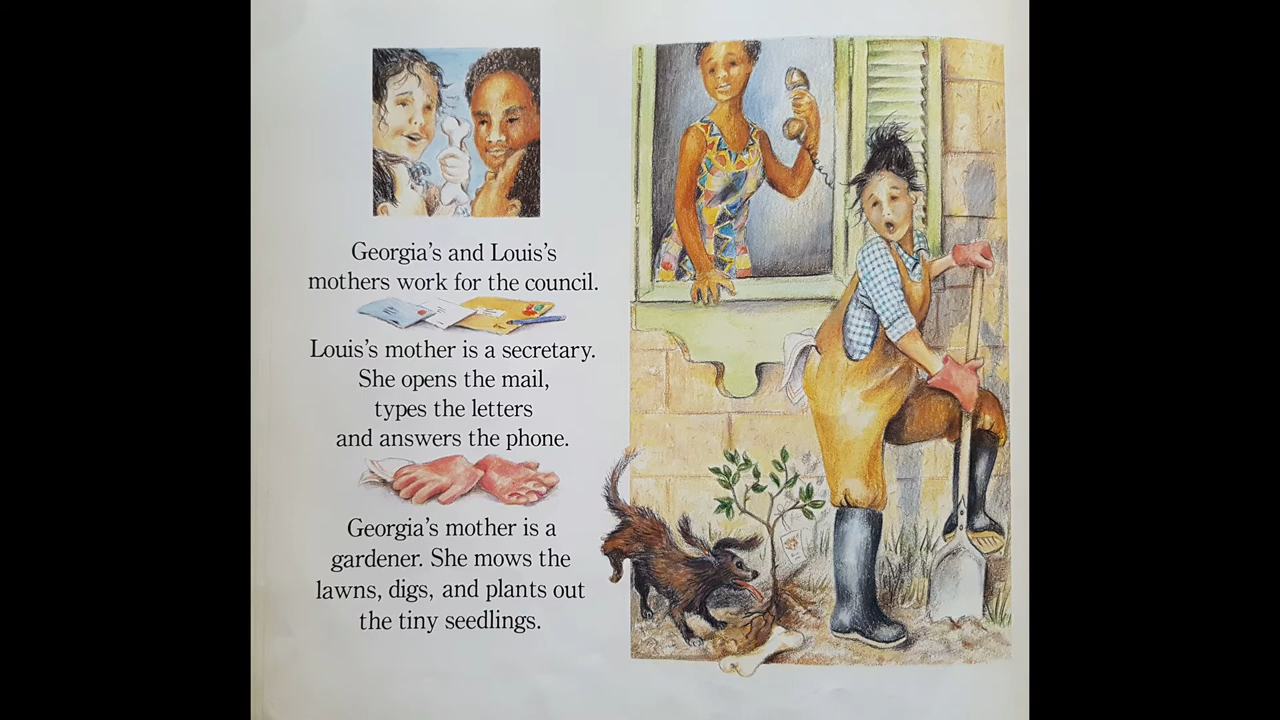 Georgia's and Louis's
mothers work for the council.
Louis's mother is a secretary.
She opens the mail,
types the letters
and answers the phone.
Georgia's mother is a
gardener. She mows the
lawns, digs, and plants out
the tiny seedlings.